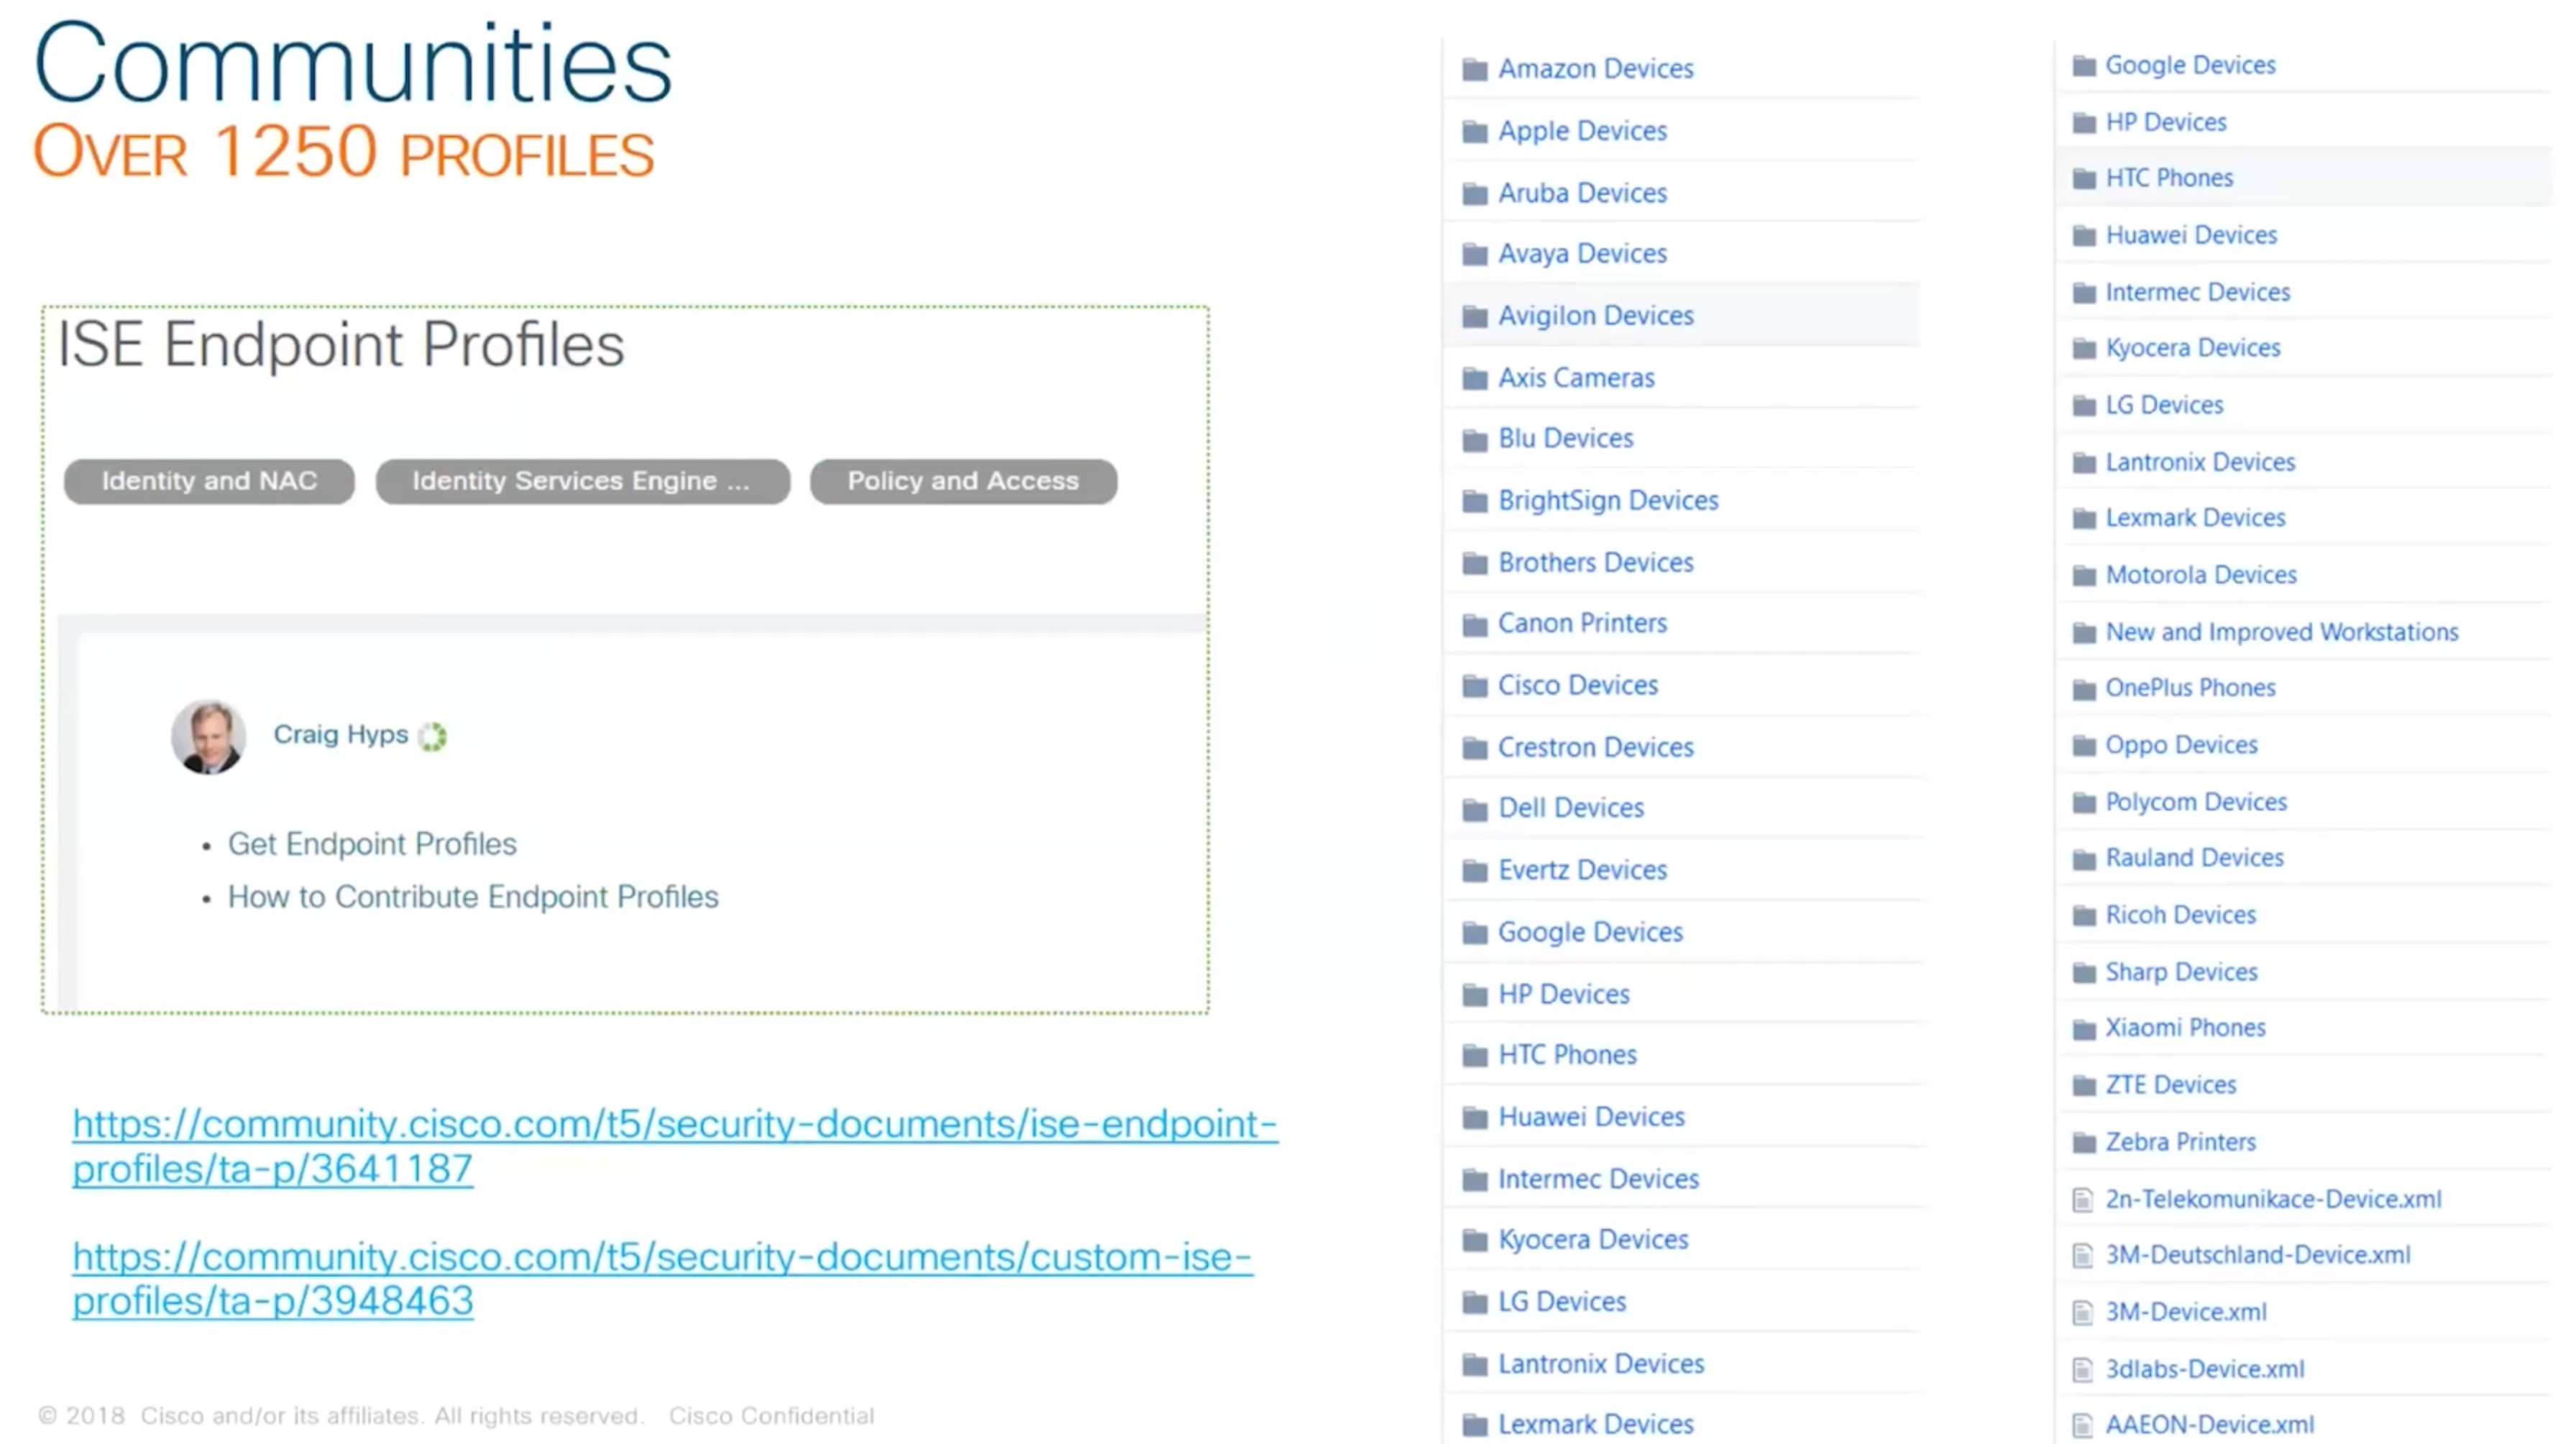 Communities
OVER 1250 PROFILES
ISE Endpoint Profiles
Identity and NAC
Identity Services Engine ...
Policy and Access
Craig Hyps
• Get Endpoint Profiles
• How to Contribute Endpoint Profiles
https://community.cisco.com/t5/security-documents/ise-endpoint-
profiles/ta-p/3641187
https://community.cisco.com/t5/security-documents/custom-ise-
profiles/ta-p/3948463
© 2018 Cisco and/or its affiliates. All rights reserved. Cisco Confidential
Amazon Devices
Apple Devices
Aruba Devices
Avaya Devices
Avigilon Devices
Axis Cameras
Blu Devices
BrightSign Devices
Brothers Devices
Canon Printers
Cisco Devices
Crestron Devices
Dell Devices
Evertz Devices
Google Devices
HP Devices
HTC Phones
Huawei Devices
Intermec Devices
Kyocera Devices
LG Devices
Lantronix Devices
Lexmark Devices
Google Devices
HP Devices
HTC Phones
Huawei Devices
Intermec Devices
Kyocera Devices
LG Devices
Lantronix Devices
Lexmark Devices
Motorola Devices
New and Improved Workstations
OnePlus Phones
Oppo Devices
Polycom Devices
Rauland Devices
Ricoh Devices
Sharp Devices
Xiaomi Phones
ZTE Devices
Zebra Printers
2n-Telekomunikace-Device.xml
3M-Deutschland-Device.xml
3M-Device.xml
3dlabs-Device.xml
AAEON-Device.xml